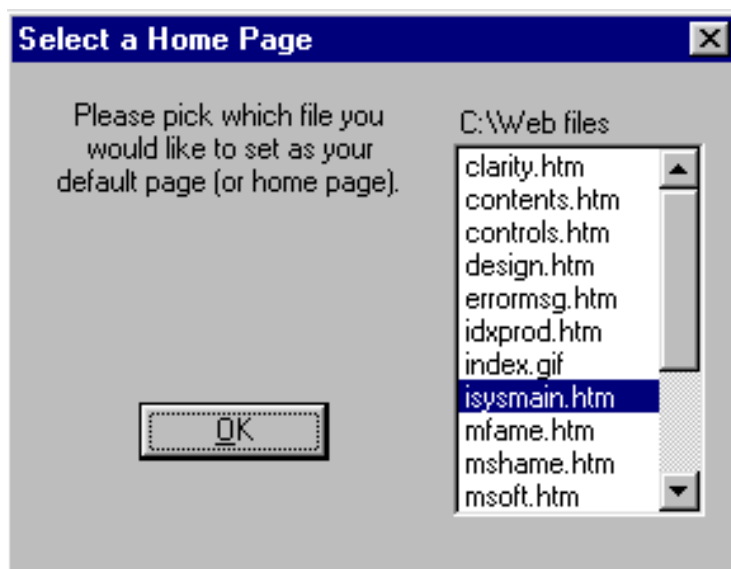 Select a Home Page
Please pick which file you
would like to set as your
default page (or home page).
C:\Web files
clarity.htm
contents.htm
controls.htm
design.htm
errormsg.htm
idxprod.htm
index.gif
isysmain.htm
mfame.htm
mshame.htm
msoft.htm
OK